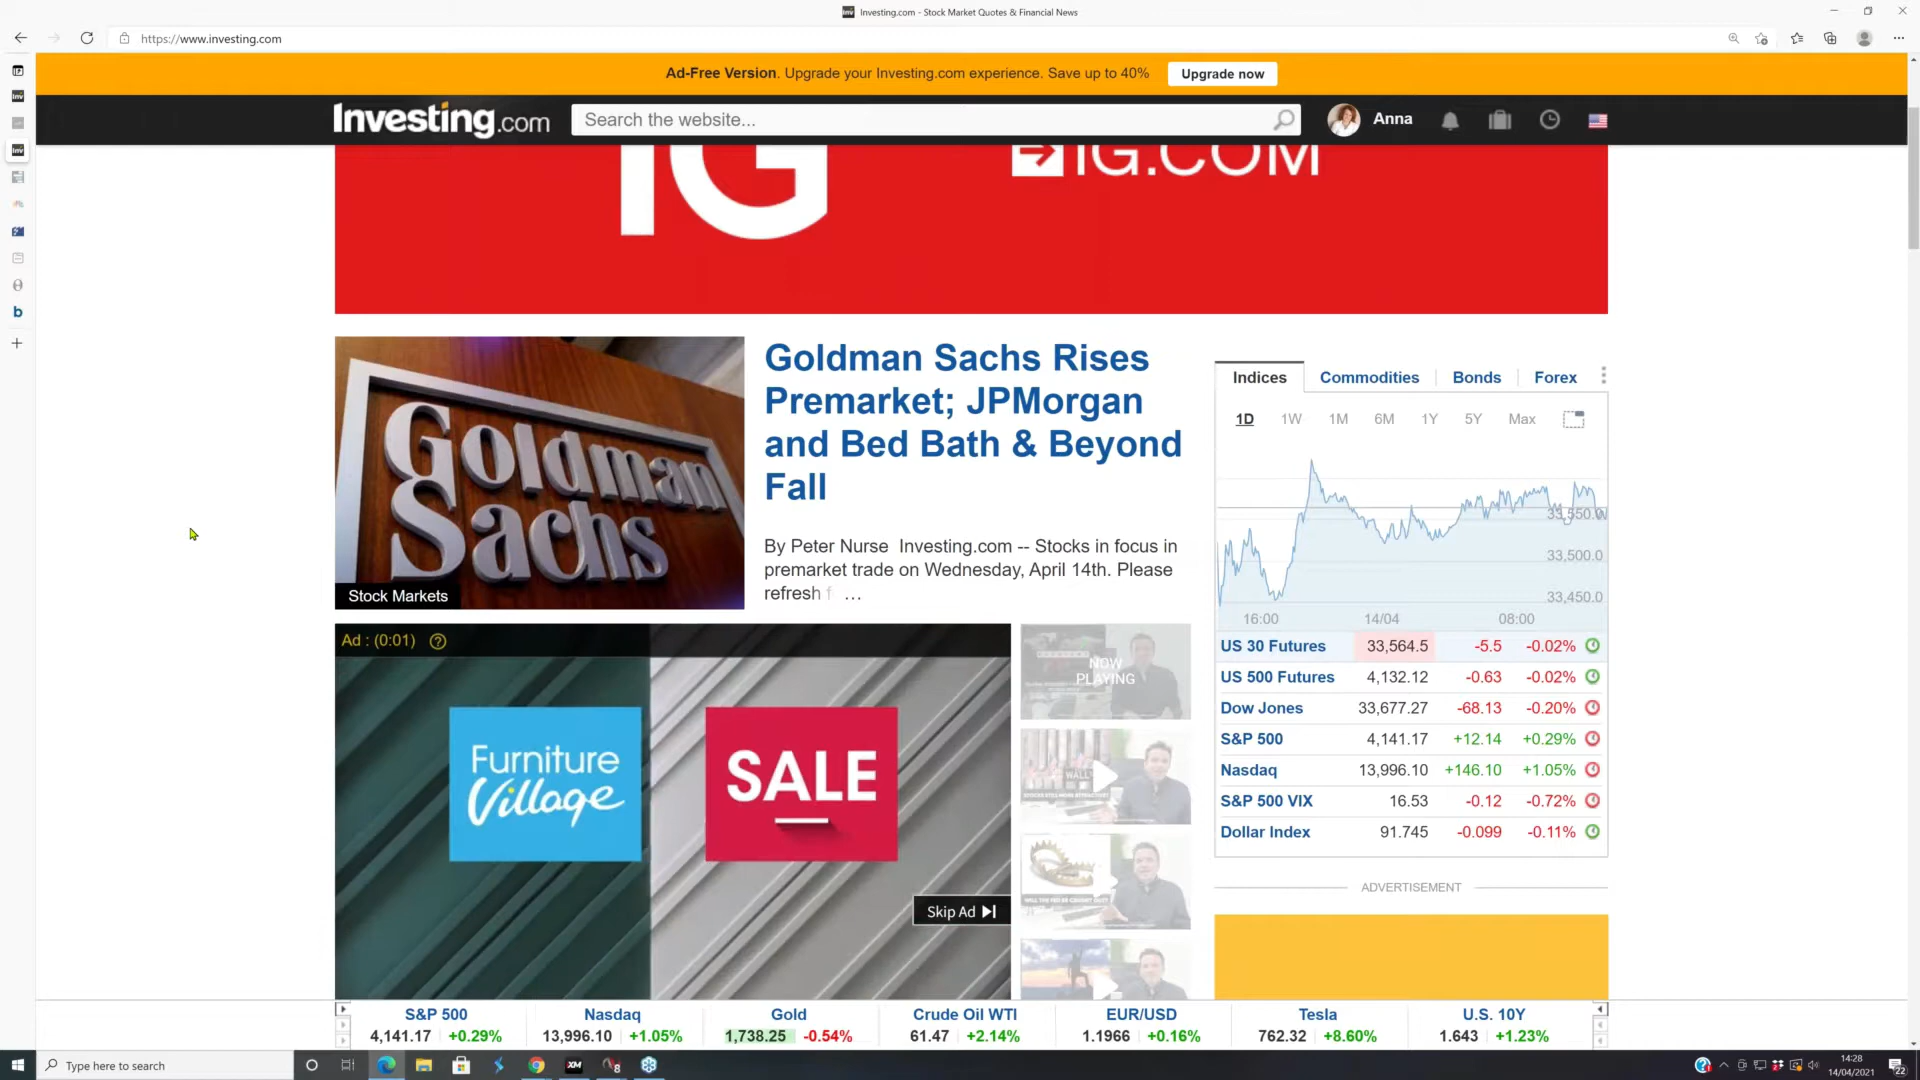 Investing.com - Stock Market Quotes & Financial News
https://www.investing.com
Ad-Free Version. Upgrade your Investing.com experience. Save up to 40%
Upgrade now
Investing.com
Search the website...
Anna
IG
IG.COM
Goldman
Sachs
Stock Markets
Goldman Sachs Rises
Premarket; JPMorgan
and Bed Bath & Beyond
Fall
By Peter Nurse Investing.com -- Stocks in focus in
premarket trade on Wednesday, April 14th. Please
refresh f ...
Indices Commodities Bonds Forex
1D 1W 1M 6M 1Y 5Y Max
33,550.0
33,500.0
33,450.0
16:00 14/04 08:00
US 30 Futures 33,564.5 -5.5 -0.02%
US 500 Futures 4,132.12 -0.63 -0.02%
Dow Jones 33,677.27 -68.13 -0.20%
S&P 500 4,141.17 +12.14 +0.29%
Nasdaq 13,996.10 +146.10 +1.05%
S&P 500 VIX 16.53 -0.12 -0.72%
Dollar Index 91.745 -0.099 -0.11%
ADVERTISEMENT
Ad : (0:01) ?
Furniture
Village
SALE
Skip Ad
NOW
PLAYING
WALL
S&P 500 Nasdaq Gold Crude Oil WTI EUR/USD Tesla U.S. 10Y
4,141.17 +0.29% 13,996.10 +1.05% 1,738.25 -0.54% 61.47 +2.14% 1.1966 +0.16% 762.32 +8.60% 1.643 +1.23%
Type here to search
14:28
14/04/2021
22